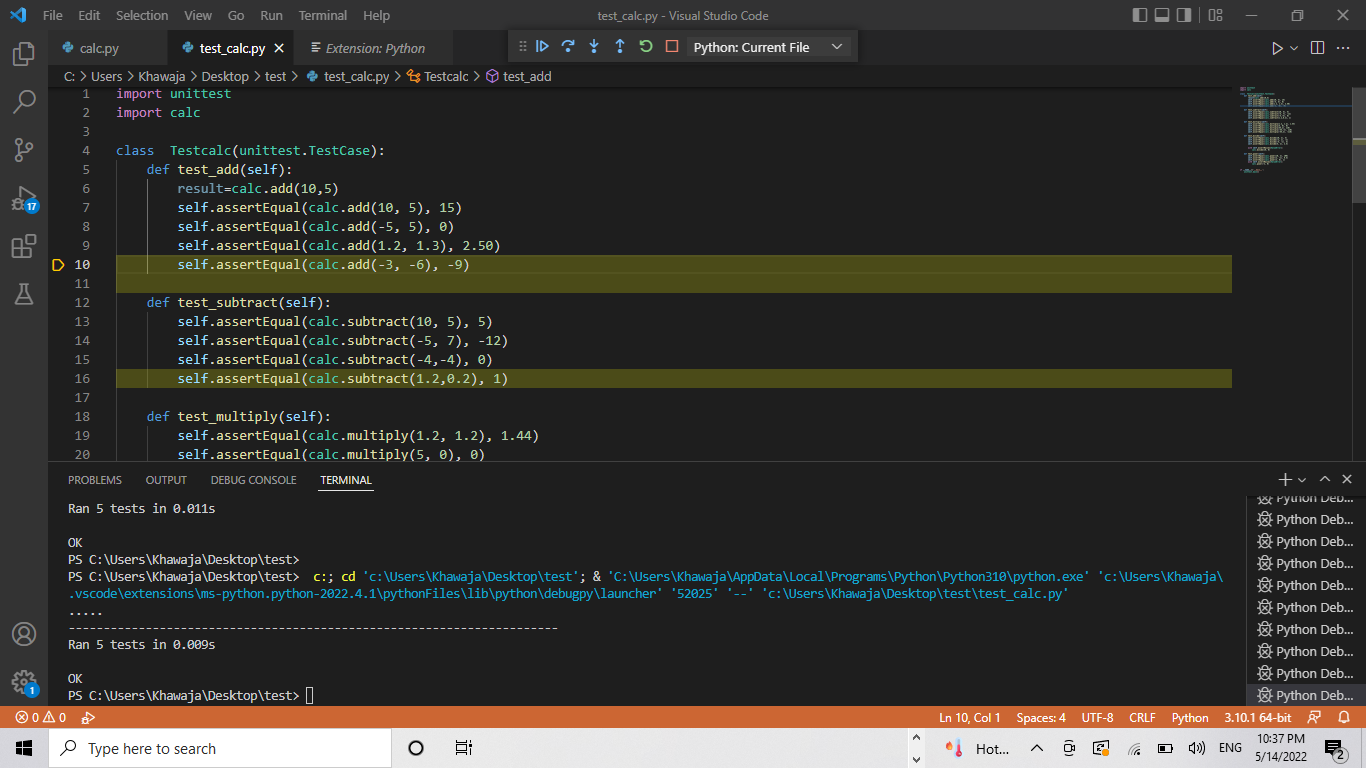 File Edit Selection View Go Run Terminal Help test_calc.py - Visual Studio Code
calc.py test_calc.py Extension: Python Python: Current File
C: > Users > Khawaja > Desktop > test > test_calc.py > Testcalc > test_add
1 import unittest
2 import calc
3
4 class  Testcalc(unittest.TestCase):
5     def test_add(self):
6         result=calc.add(10,5)
7         self.assertEqual(calc.add(10, 5), 15)
8         self.assertEqual(calc.add(-5, 5), 0)
9         self.assertEqual(calc.add(1.2, 1.3), 2.50)
10         self.assertEqual(calc.add(-3, -6), -9)
11
12     def test_subtract(self):
13         self.assertEqual(calc.subtract(10, 5), 5)
14         self.assertEqual(calc.subtract(-5, 7), -12)
15         self.assertEqual(calc.subtract(-4,-4), 0)
16         self.assertEqual(calc.subtract(1.2,0.2), 1)
17
18     def test_multiply(self):
19         self.assertEqual(calc.multiply(1.2, 1.2), 1.44)
20         self.assertEqual(calc.multiply(5, 0), 0)
17
1
PROBLEMS OUTPUT DEBUG CONSOLE TERMINAL
Ran 5 tests in 0.011s
OK
PS C:\Users\Khawaja\Desktop\test>
PS C:\Users\Khawaja\Desktop\test>  c:; cd 'c:\Users\Khawaja\Desktop\test'; & 'C:\Users\Khawaja\AppData\Local\Programs\Python\Python310\python.exe' 'c:\Users\Khawaja\
.vscode\extensions\ms-python.python-2022.4.1\pythonFiles\lib\python\debugpy\launcher' '52025' '--' 'c:\Users\Khawaja\Desktop\test\test_calc.py'
.....
----------------------------------------------------------------------
Ran 5 tests in 0.009s
OK
PS C:\Users\Khawaja\Desktop\test>
Python Deb...
Python Deb...
Python Deb...
Python Deb...
Python Deb...
Python Deb...
Python Deb...
Python Deb...
Python Deb...
Python Deb...
0 0 Ln 10, Col 1 Spaces: 4 UTF-8 CRLF Python 3.10.1 64-bit
Type here to search Hot... ENG 10:37 PM
5/14/2022 2